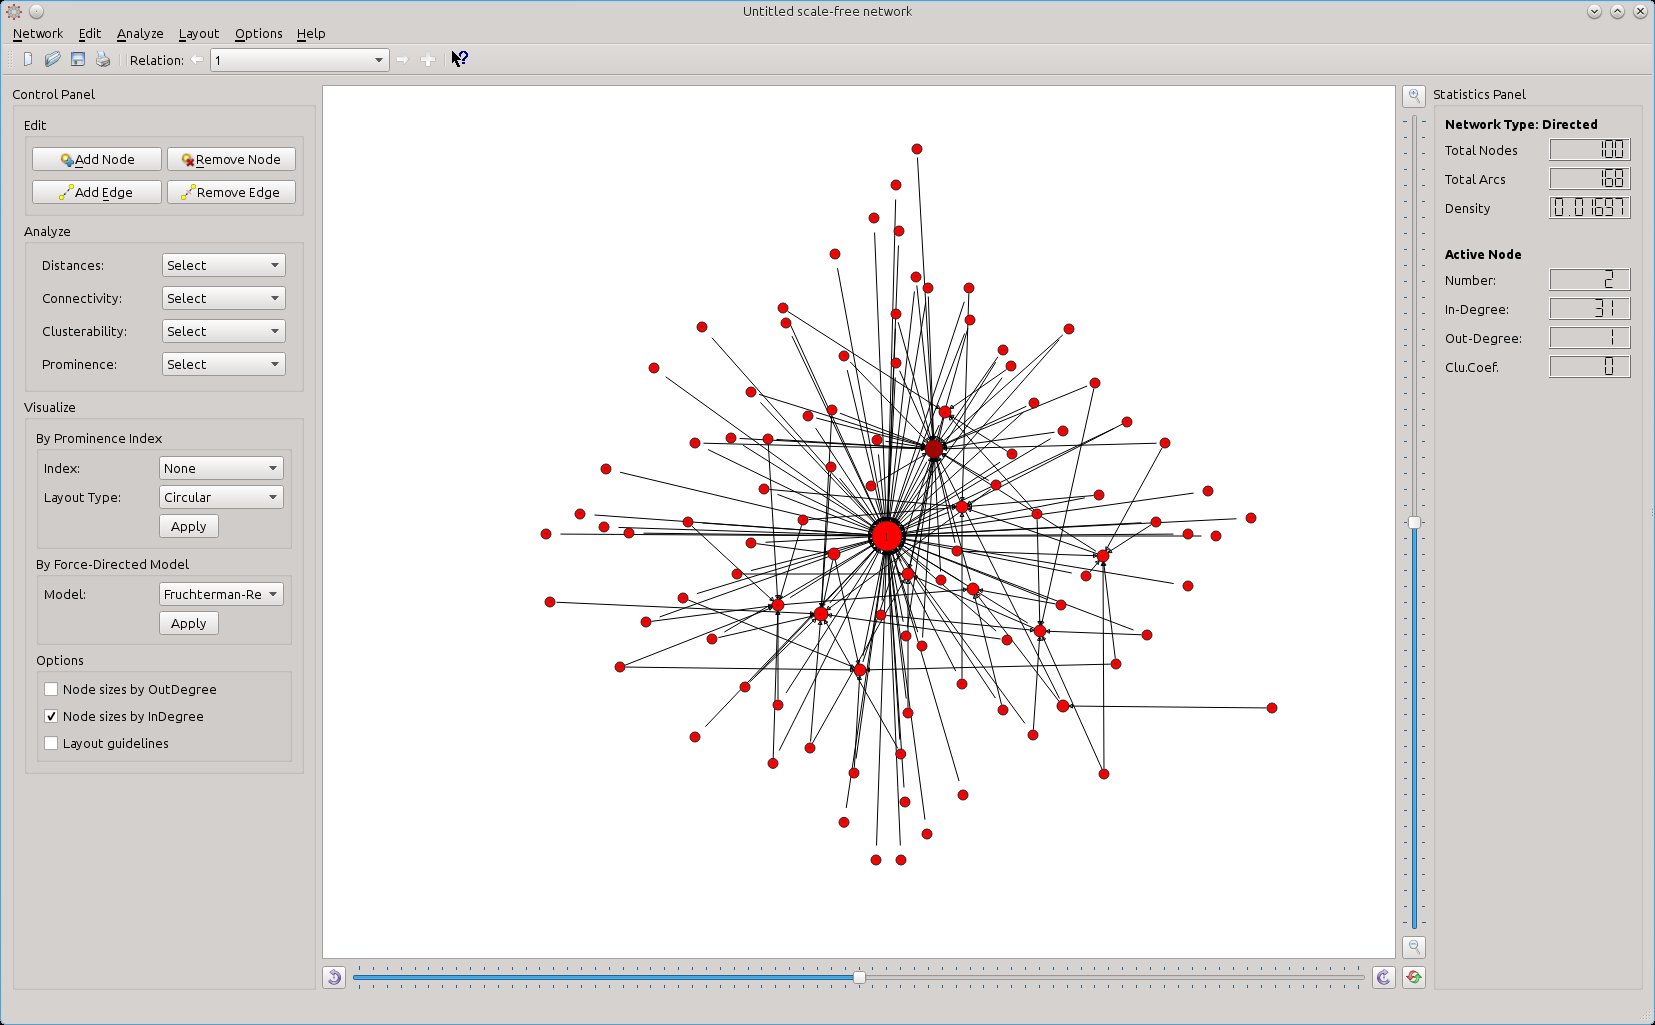 Untitled scale-free network
Network Edit Analyze Layout Options Help
Relation: 1
Control Panel
Edit
Add Node Remove Node
Add Edge Remove Edge
Analyze
Distances: Select
Connectivity: Select
Clusterability: Select
Prominence: Select
Visualize
By Prominence Index
Index: None
Layout Type: Circular
Apply
By Force-Directed Model
Model: Fruchterman-Re
Apply
Options
Node sizes by OutDegree
Node sizes by InDegree
Layout guidelines
Statistics Panel
Network Type: Directed
Total Nodes 100
Total Arcs 168
Density 0.01697
Active Node
Number: 2
In-Degree: 31
Out-Degree: 1
Clu.Coef. 0